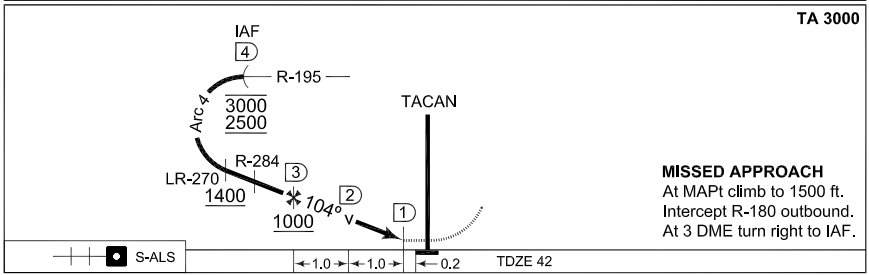 TA 3000
IAF
4
R-195
Arc 4
3000
2500
TACAN
R-284
3
LR-270
1400
104°
2
1
1000
MISSED APPROACH
At MAPt climb to 1500 ft.
Intercept R-180 outbound.
At 3 DME turn right to IAF.
S-ALS
1.0
1.0
0.2
TDZE 42